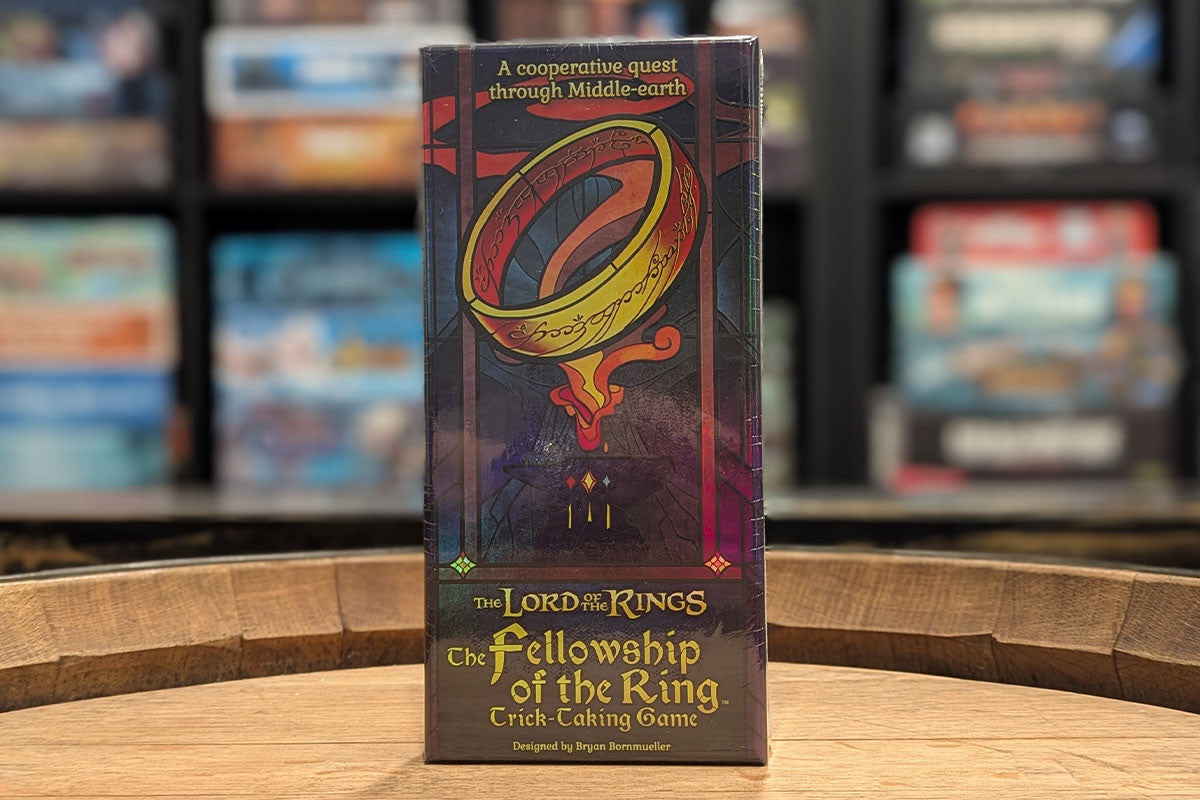 A cooperative quest
through Middle-earth
THE LORD OF THE RINGS
The Fellowship
of the Ring™
Trick-Taking Game
Designed by Bryan Bornmueller